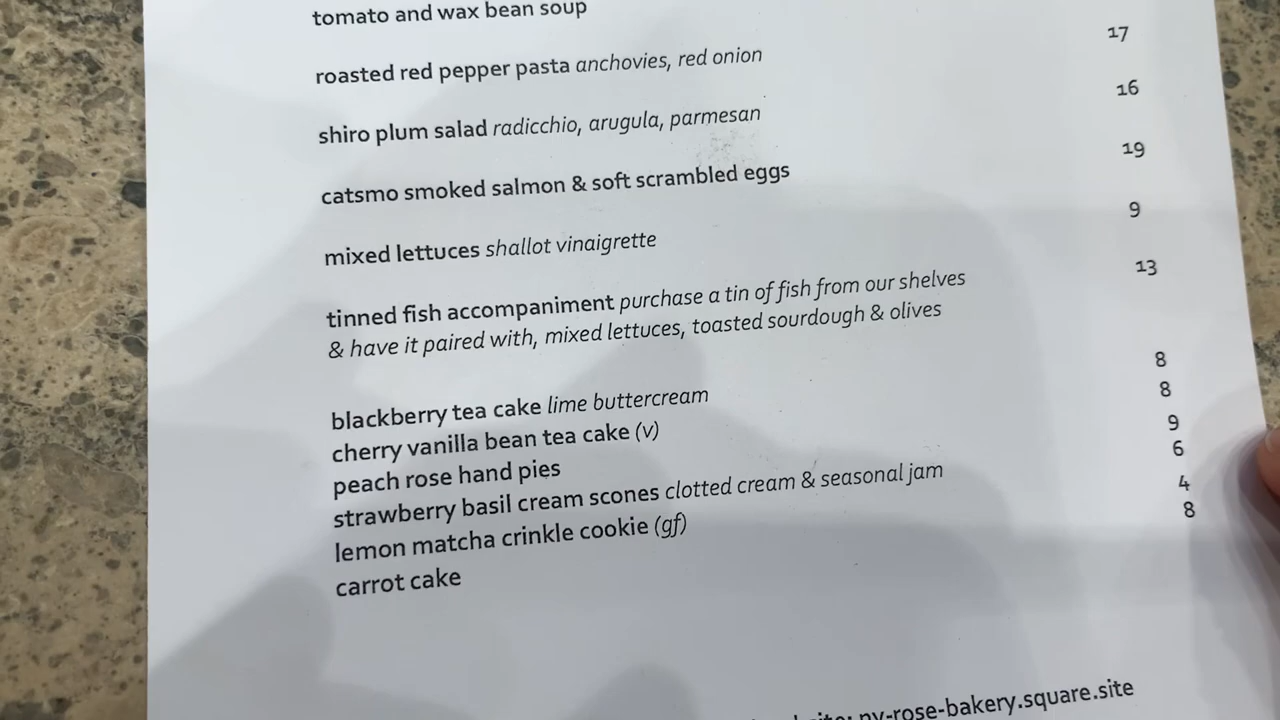 tomato and wax bean soup
roasted red pepper pasta anchovies, red onion 17
shiro plum salad radicchio, arugula, parmesan 16
catsmo smoked salmon & soft scrambled eggs 19
mixed lettuces shallot vinaigrette 9
tinned fish accompaniment purchase a tin of fish from our shelves 13
& have it paired with, mixed lettuces, toasted sourdough & olives
blackberry tea cake lime buttercream 8
cherry vanilla bean tea cake (v) 8
peach rose hand pies 9
strawberry basil cream scones clotted cream & seasonal jam 6
lemon matcha crinkle cookie (gf) 4
carrot cake 8
ny-rose-bakery.square.site